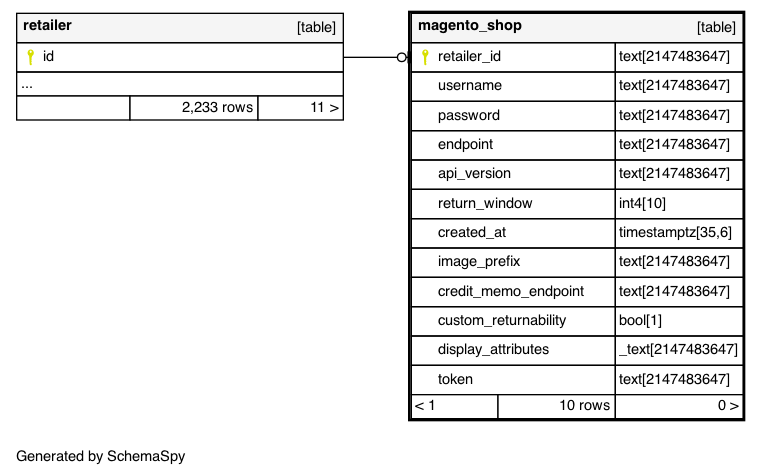 retailer [table]
id
...
2,233 rows 11 >
magento_shop [table]
retailer_id text[2147483647]
username text[2147483647]
password text[2147483647]
endpoint text[2147483647]
api_version text[2147483647]
return_window int4[10]
created_at timestamptz[35,6]
image_prefix text[2147483647]
credit_memo_endpoint text[2147483647]
custom_returnability bool[1]
display_attributes _text[2147483647]
token text[2147483647]
< 1 10 rows 0 >
Generated by SchemaSpy